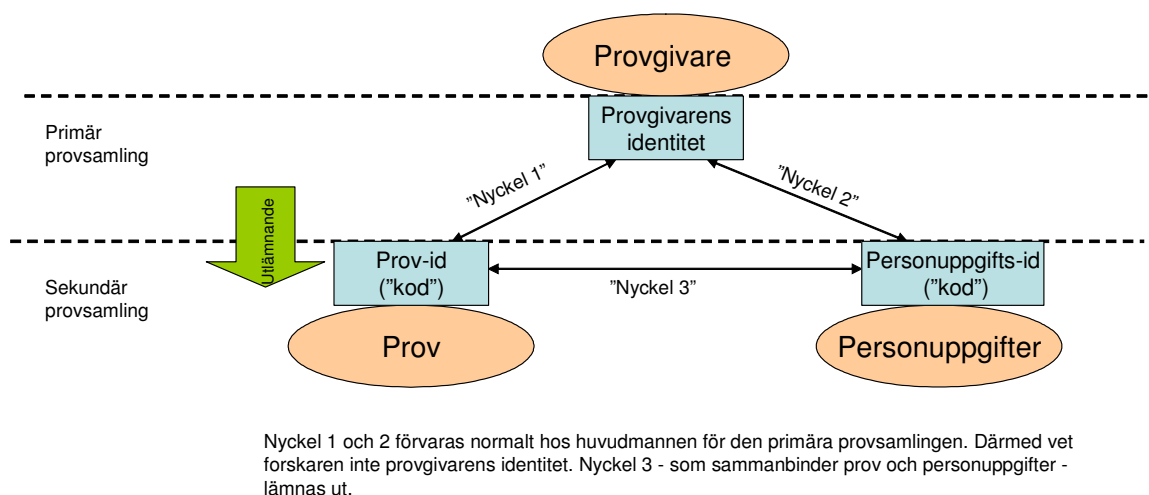 Provgivare
Provgivarens
identitet
Primär
provsamling
”Nyckel 1”
”Nyckel 2”
Utlämnande
Prov-id
(”kod”)
”Nyckel 3”
Personuppgifts-id
(”kod”)
Sekundär
provsamling
Prov
Personuppgifter
Nyckel 1 och 2 förvaras normalt hos huvudmannen för den primära provsamlingen. Därmed vet
forskaren inte provgivarens identitet. Nyckel 3 - som sammanbinder prov och personuppgifter -
lämnas ut.